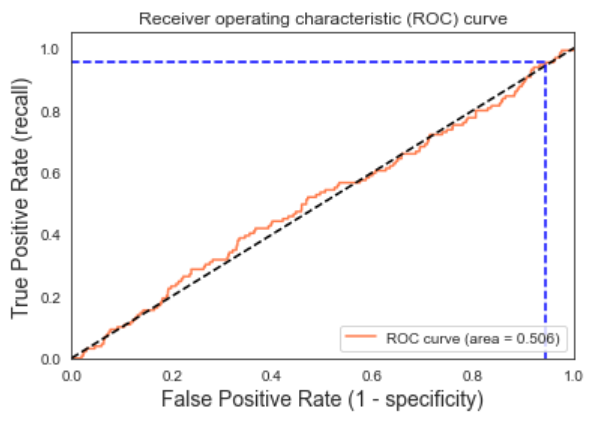 Receiver operating characteristic (ROC) curve
True Positive Rate (recall)
1.0
0.8
0.6
0.4
0.2
0.0
ROC curve (area = 0.506)
0.0 0.2 0.4 0.6 0.8 1.0
False Positive Rate (1 - specificity)